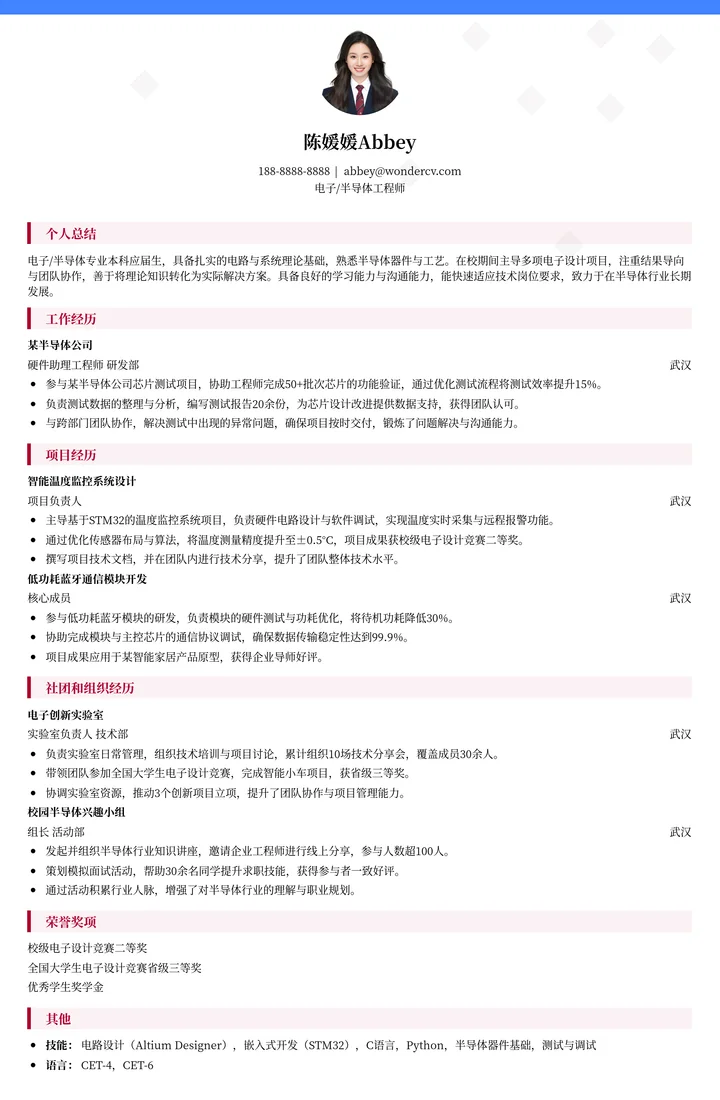 陈媛媛Abbey
188-8888-8888 | abbey@wondercv.com
电子/半导体工程师
个人总结
电子/半导体专业本科应届生，具备扎实的电路与系统理论基础，熟悉半导体器件与工艺。在校期间主导多项电子设计项目，注重结果导向
与团队协作，善于将理论知识转化为实际解决方案。具备良好的学习能力与沟通能力，能快速适应技术岗位要求，致力于在半导体行业长期
发展。
工作经历
某半导体公司
硬件助理工程师 研发部 武汉
• 参与某半导体公司芯片测试项目，协助工程师完成50+批次芯片的功能验证，通过优化测试流程将测试效率提升15%。
• 负责测试数据的整理与分析，编写测试报告20余份，为芯片设计改进提供数据支持，获得团队认可。
• 与跨部门团队协作，解决测试中出现的异常问题，确保项目按时交付，锻炼了问题解决与沟通能力。
项目经历
智能温度监控系统设计
项目负责人 武汉
• 主导基于STM32的温度监控系统项目，负责硬件电路设计与软件调试，实现温度实时采集与远程报警功能。
• 通过优化传感器布局与算法，将温度测量精度提升至±0.5°C，项目成果获校级电子设计竞赛二等奖。
• 撰写项目技术文档，并在团队内进行技术分享，提升了团队整体技术水平。
低功耗蓝牙通信模块开发
核心成员 武汉
• 参与低功耗蓝牙模块的研发，负责模块的硬件测试与功耗优化，将待机功耗降低30%。
• 协助完成模块与主控芯片的通信协议调试，确保数据传输稳定性达到99.9%。
• 项目成果应用于某智能家居产品原型，获得企业导师好评。
社团和组织经历
电子创新实验室
实验室负责人 技术部 武汉
• 负责实验室日常管理，组织技术培训与项目讨论，累计组织10场技术分享会，覆盖成员30余人。
• 带领团队参加全国大学生电子设计竞赛，完成智能小车项目，获省级三等奖。
• 协调实验室资源，推动3个创新项目立项，提升了团队协作与项目管理能力。
校园半导体兴趣小组
组长 活动部 武汉
• 发起并组织半导体行业知识讲座，邀请企业工程师进行线上分享，参与人数超100人。
• 策划模拟面试活动，帮助30余名同学提升求职技能，获得参与者一致好评。
• 通过活动积累行业人脉，增强了对半导体行业的理解与职业规划。
荣誉奖项
校级电子设计竞赛二等奖
全国大学生电子设计竞赛省级三等奖
优秀学生奖学金
其他
• 技能： 电路设计（Altium Designer），嵌入式开发（STM32），C语言，Python，半导体器件基础，测试与调试
• 语言： CET-4，CET-6